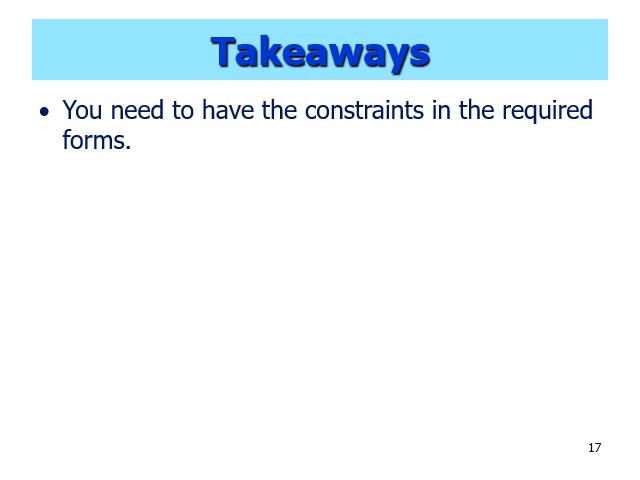 Takeaways
• You need to have the constraints in the required
forms.
17